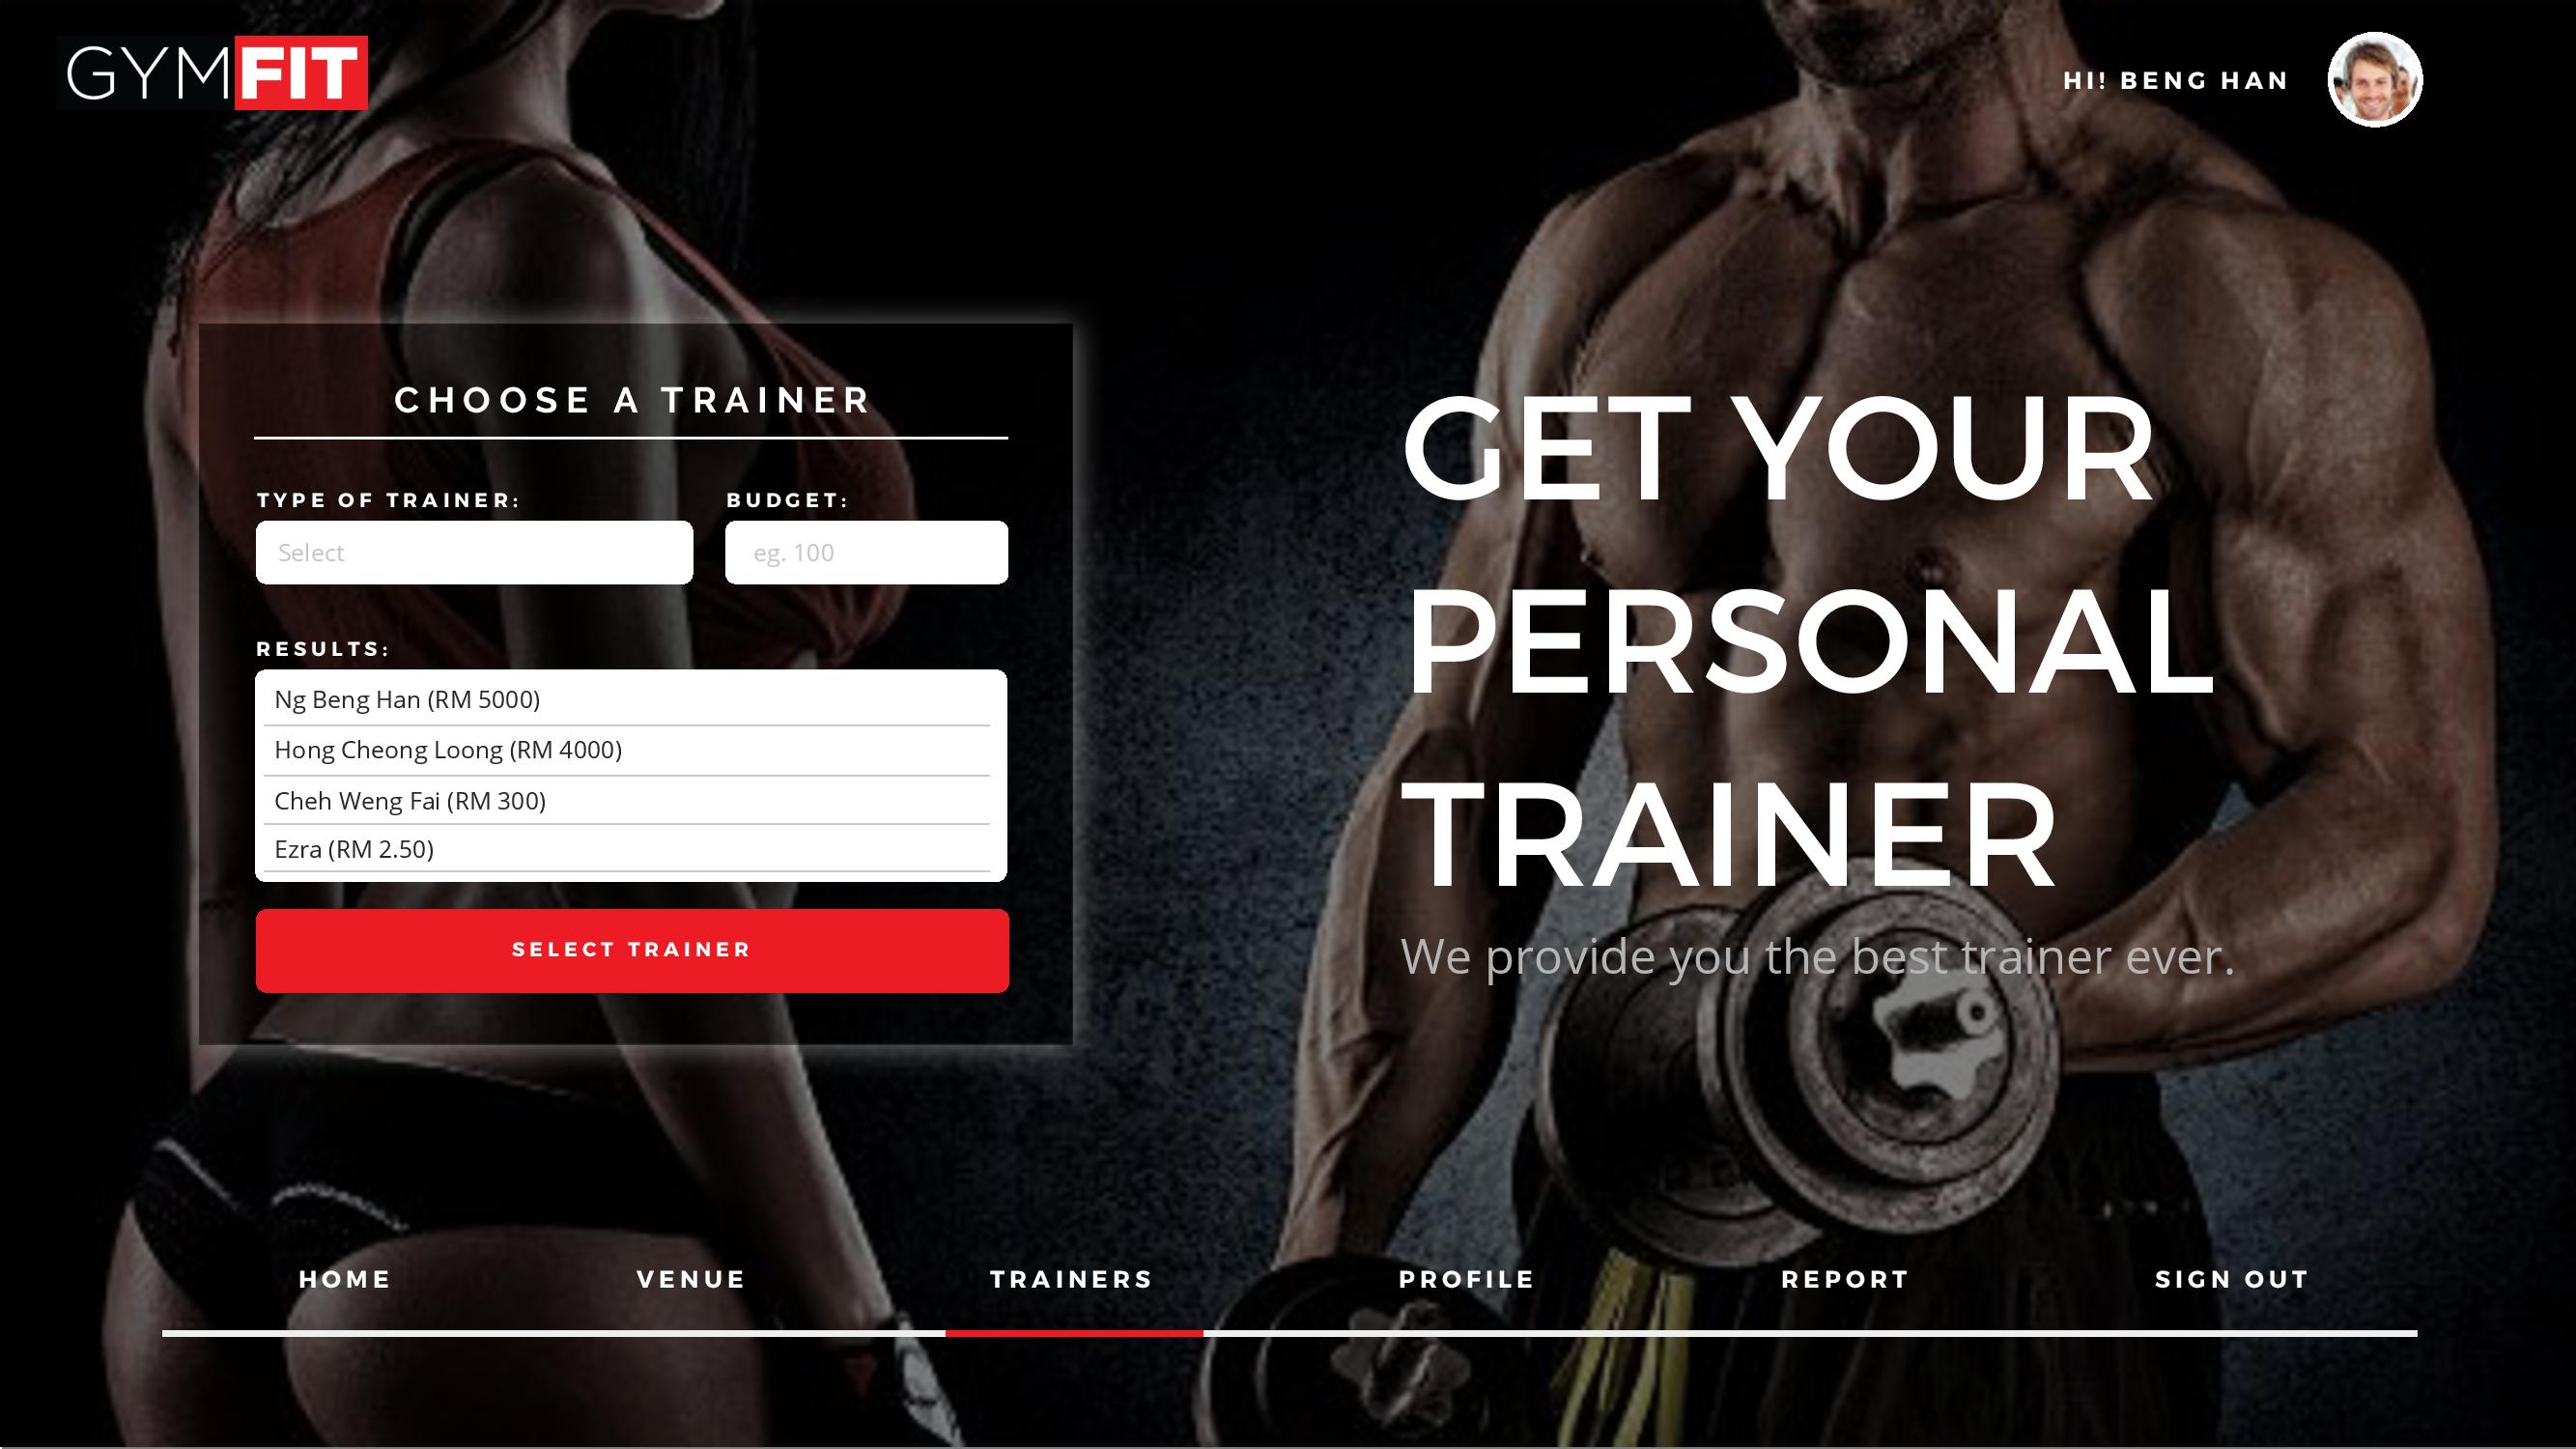 GYMFIT
HI! BENG HAN
CHOOSE A TRAINER
TYPE OF TRAINER:
BUDGET:
Select
eg. 100
RESULTS:
Ng Beng Han (RM 5000)
Hong Cheong Loong (RM 4000)
Cheh Weng Fai (RM 300)
Ezra (RM 2.50)
SELECT TRAINER
GET YOUR
PERSONAL
TRAINER
We provide you the best trainer ever.
HOME
VENUE
TRAINERS
PROFILE
REPORT
SIGN OUT